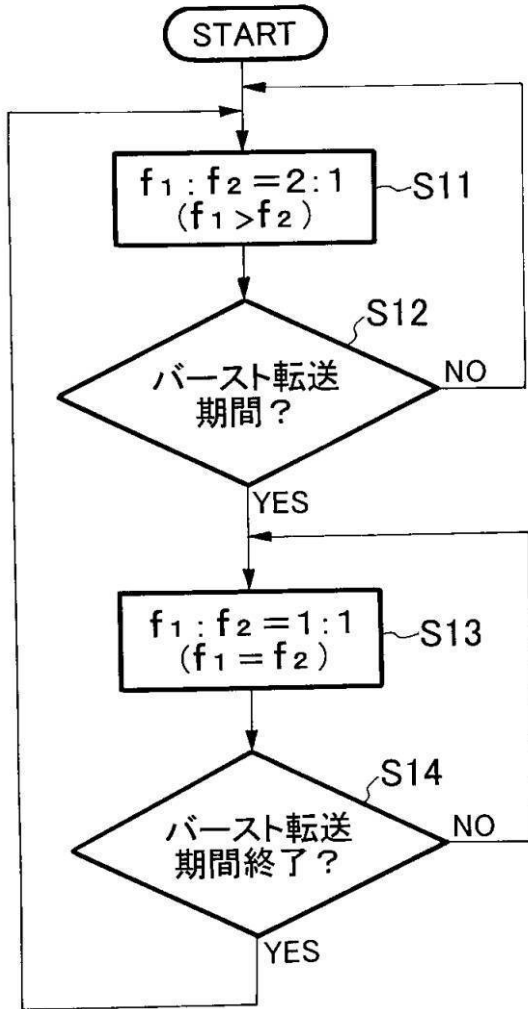 START
f₁:f₂=2:1
(f₁>f₂)
S11
S12
バースト転送
期間?
NO
YES
f₁:f₂=1:1
(f₁=f₂)
S13
S14
バースト転送
期間終了?
NO
YES